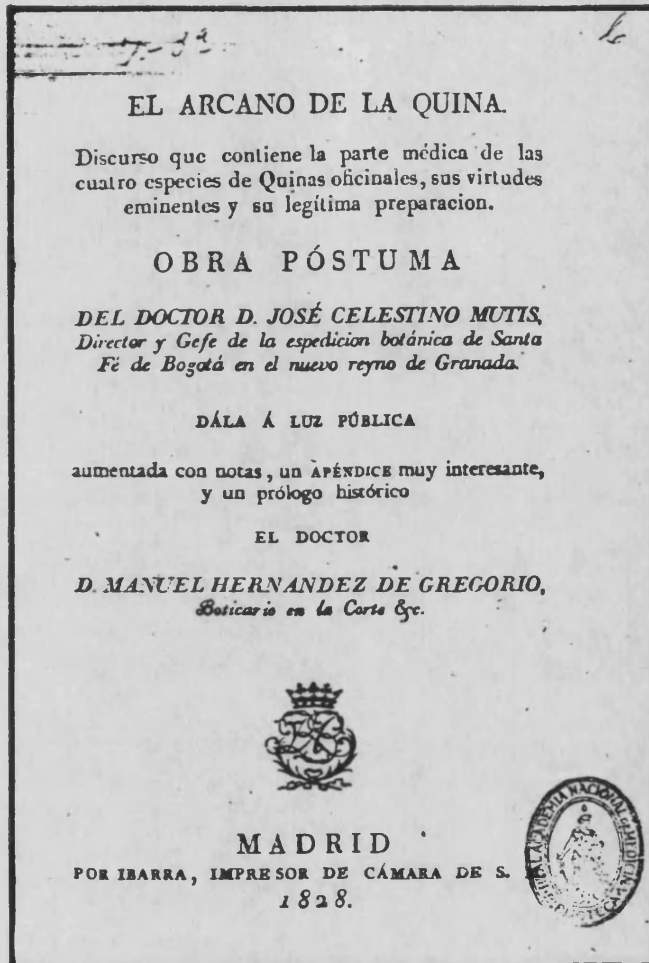 EL ARCANO DE LA QUINA.
Discurso que contiene la parte médica de las
cuatro especies de Quinas oficinales, sus virtudes
eminentes y su legítima preparacion.
OBRA PÓSTUMA
DEL DOCTOR D. JOSÉ CELESTINO MUTIS,
Director y Gefe de la espedicion botánica de Santa
Fé de Bogotá en el nuevo reyno de Granada.
DÁLA Á LUZ PÚBLICA
aumentada con notas, un APÉNDICE muy interesante,
y un prólogo histórico
EL DOCTOR
D. MANUEL HERNANDEZ DE GREGORIO,
Boticario en la Corte &c.
MADRID
POR IBARRA, IMPRESOR DE CÁMARA DE S.
1828.
ACADEMIA NACIONAL DE MEDICINA